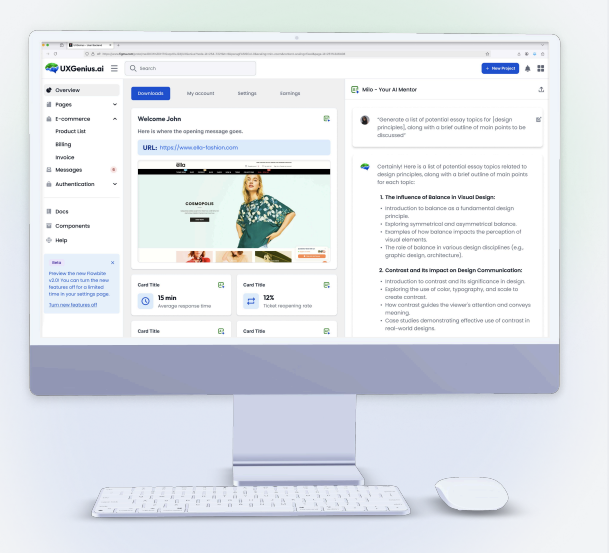 UXGenius.ai
Search
+ New Project
Overview
Pages
E-commerce
Product List
Billing
Invoice
Messages
Authentication
Docs
Components
Help
Beta
Preview the new Flowbite
v2.0! You can turn the new
features off for a limited
time in your settings page.
Turn new features off
Downloads
My account
Settings
Earnings
Welcome John
Here is where the opening message goes.
URL: https://www.ella-fashion.com
ella
COSMOPOLIS
Card Title
15 min
Average response time
Card Title
12%
Ticket reopening rate
Card Title
Card Title
Milo - Your AI Mentor
"Generate a list of potential essay topics for [design
principles], along with a brief outline of main points to be
discussed"
Certainly! Here is a list of potential essay topics related to
design principles, along with a brief outline of main points
for each topic:
1. The Influence of Balance in Visual Design:
• Introduction to balance as a fundamental design
principle.
• Exploring symmetrical and asymmetrical balance.
• Examples of how balance impacts the perception of
visual elements.
• The role of balance in various design disciplines (e.g.,
graphic design, architecture).
2. Contrast and Its Impact on Design Communication:
• Introduction to contrast and its significance in design.
• Exploring the use of color, typography, and scale to
create contrast.
• How contrast guides the viewer's attention and conveys
meaning.
• Case studies demonstrating effective use of contrast in
real-world designs.